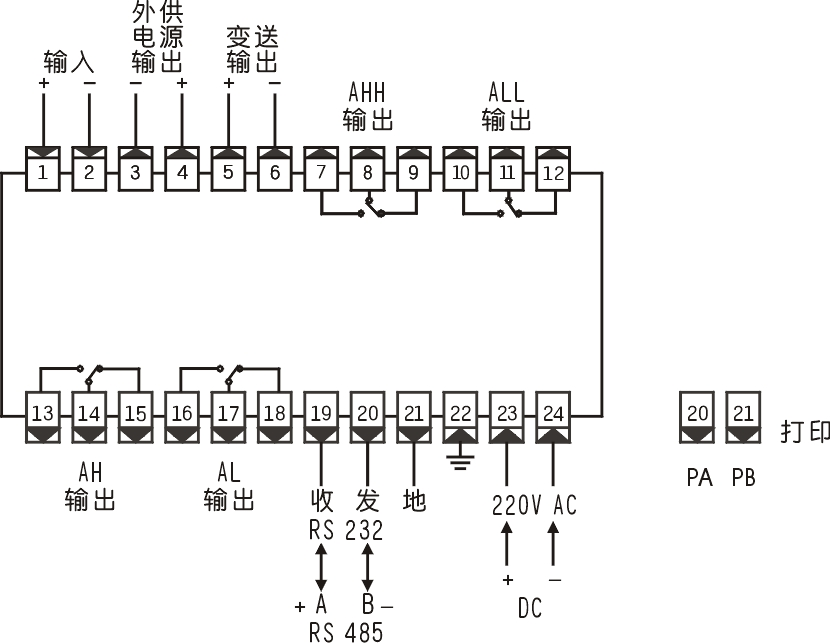 外供
电源 变送
输入 输出 输出
+ − − + + −
AHH ALL
输出 输出
1 2 3 4 5 6 7 8 9 10 11 12
13 14 15 16 17 18 19 20 21 22 23 24
20 21 打印
AH AL
输出 输出
PA PB
收 发 地
220V AC
RS 232
+ −
+ A B −
DC
RS 485